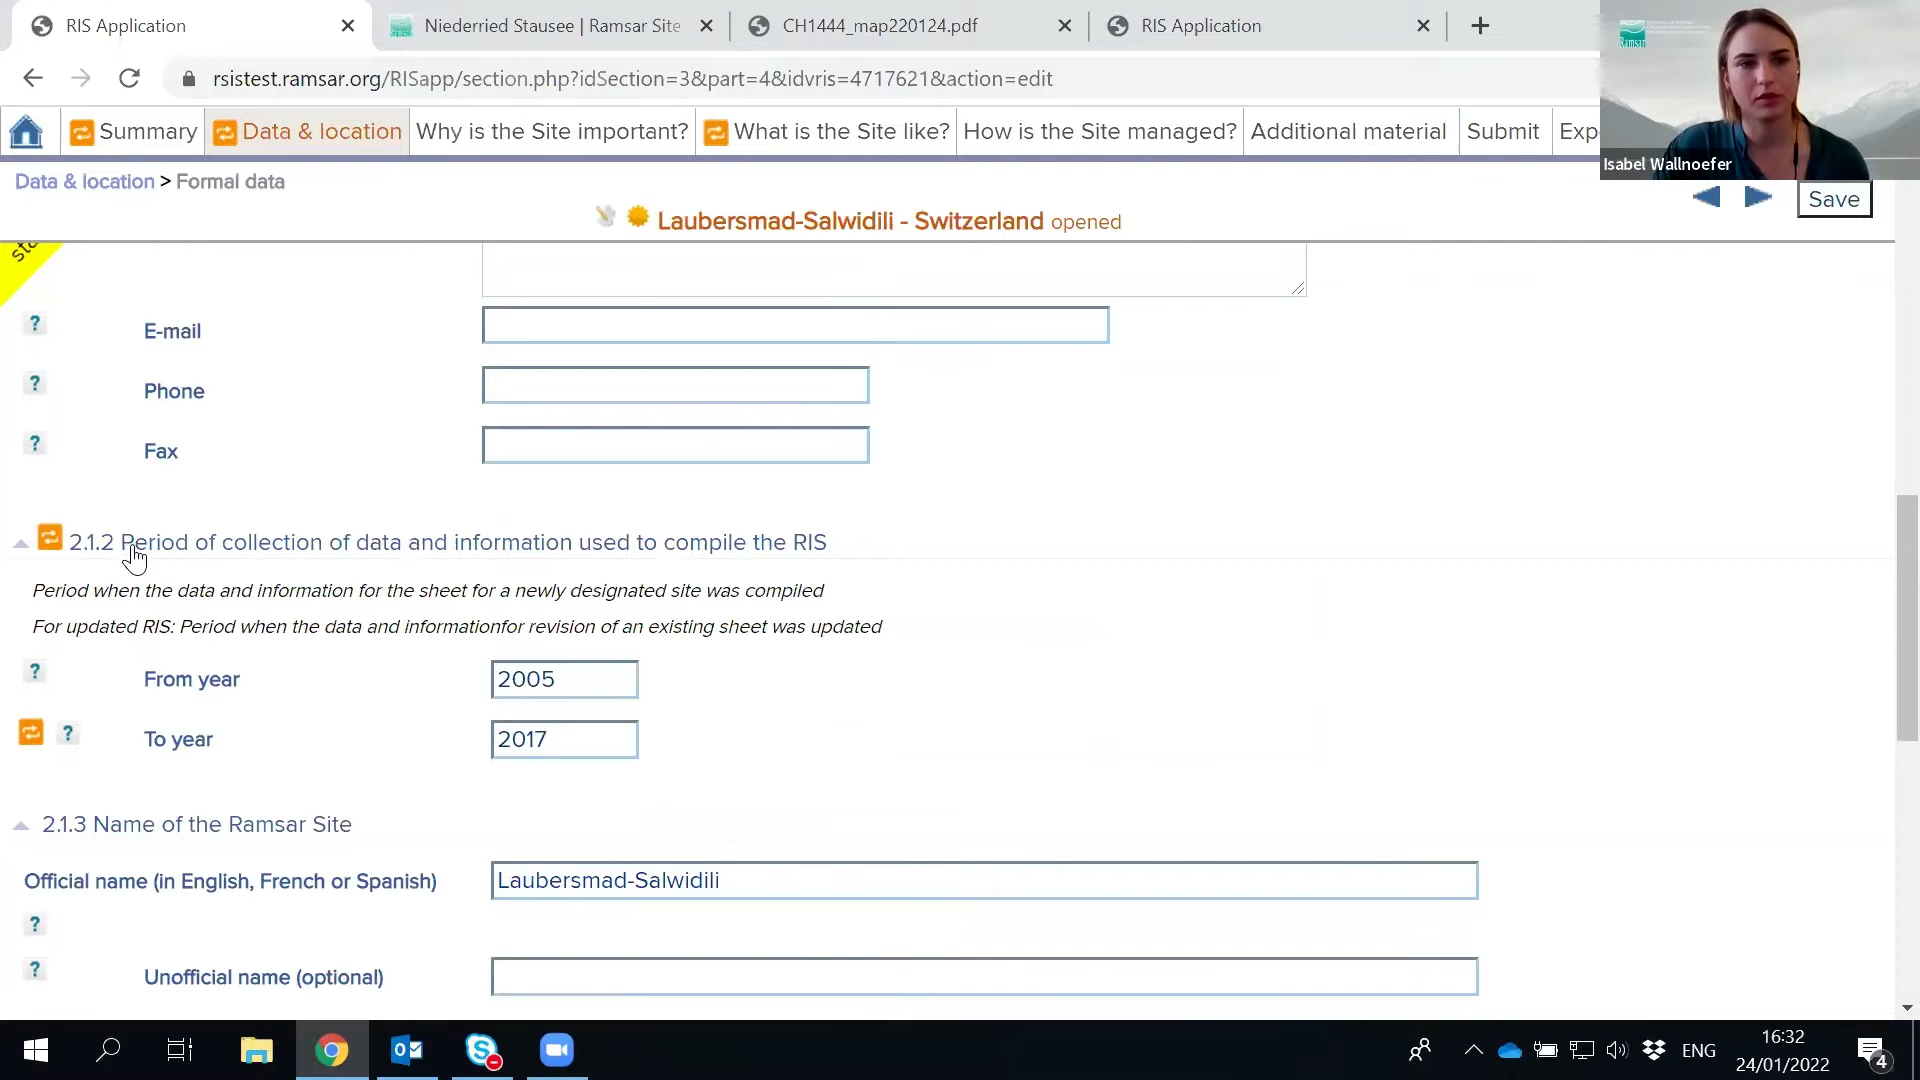 RIS Application
Niederried Stausee | Ramsar Site
CH1444_map220124.pdf
RIS Application
rsistest.ramsar.org/RISapp/section.php?idSection=3&part=4&idvris=4717621&action=edit
Ramsar
Isabel Wallnoefer
Summary
Data & location
Why is the Site important?
What is the Site like?
How is the Site managed?
Additional material
Submit
Exp
Data & location > Formal data
Save
Laubersmad-Salwidili - Switzerland opened
sta
? E-mail
? Phone
? Fax
2.1.2 Period of collection of data and information used to compile the RIS
Period when the data and information for the sheet for a newly designated site was compiled
For updated RIS: Period when the data and informationfor revision of an existing sheet was updated
? From year 2005
? To year 2017
2.1.3 Name of the Ramsar Site
Official name (in English, French or Spanish) Laubersmad-Salwidili
?
? Unofficial name (optional)
ENG
16:32
24/01/2022
4